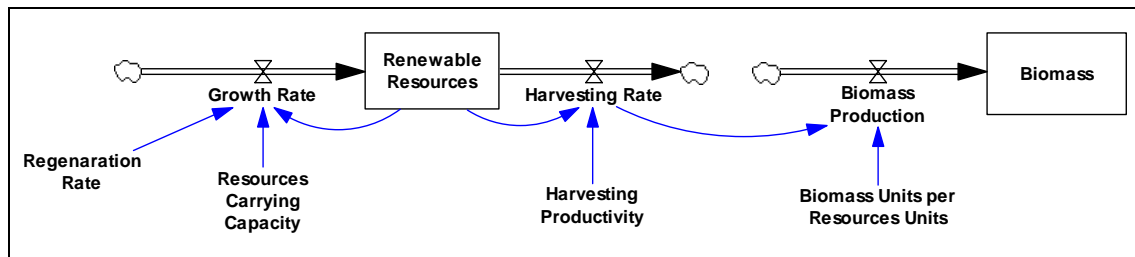 Renewable
Resources
Growth Rate
Harvesting Rate
Biomass
Production
Biomass
Regenaration
Rate
Resources
Carrying
Capacity
Harvesting
Productivity
Biomass Units per
Resources Units